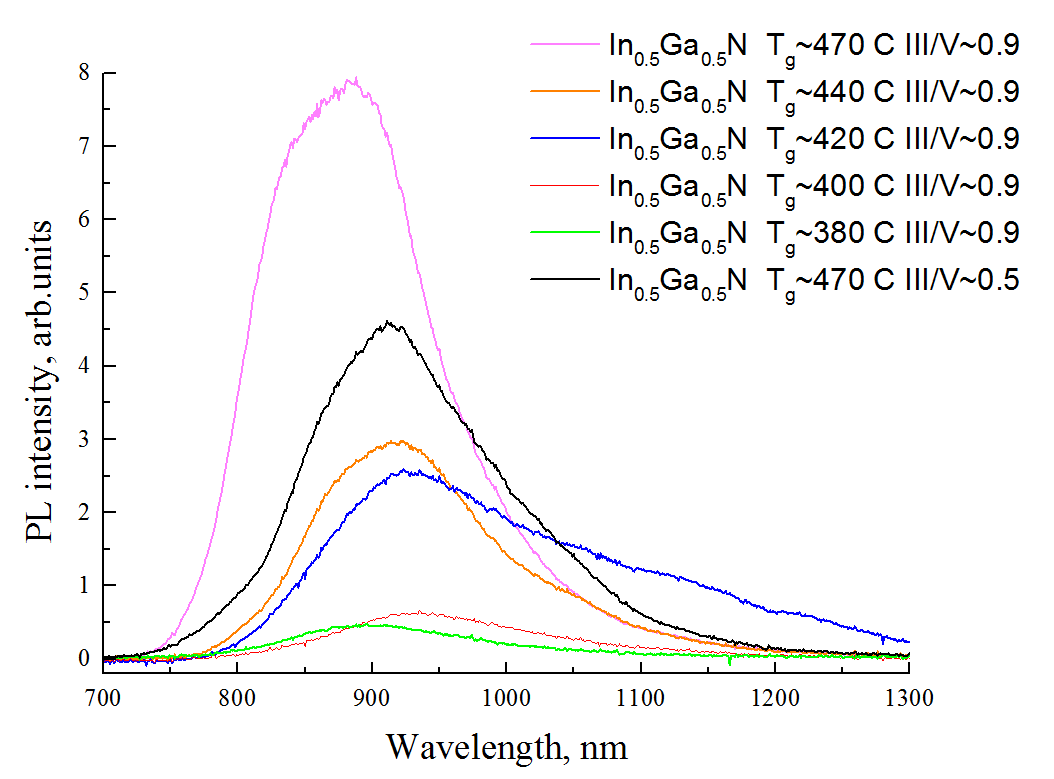 In0.5Ga0.5N Tg~470 C III/V~0.9
In0.5Ga0.5N Tg~440 C III/V~0.9
In0.5Ga0.5N Tg~420 C III/V~0.9
In0.5Ga0.5N Tg~400 C III/V~0.9
In0.5Ga0.5N Tg~380 C III/V~0.9
In0.5Ga0.5N Tg~470 C III/V~0.5
PL intensity, arb.units
8
7
6
5
4
3
2
1
0
700 800 900 1000 1100 1200 1300
Wavelength, nm